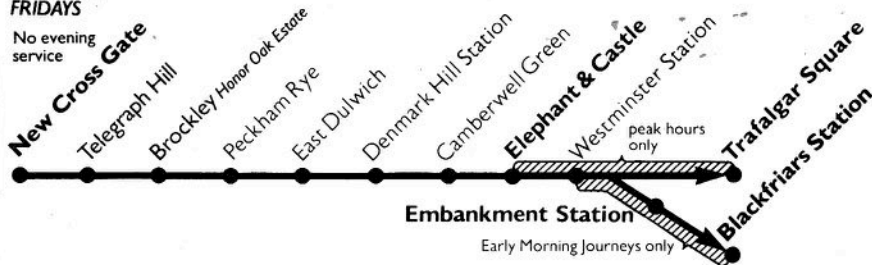 FRIDAYS
No evening
service
New Cross Gate
Telegraph Hill
Brockley Honor Oak Estate
Peckham Rye
East Dulwich
Denmark Hill Station
Camberwell Green
Elephant & Castle
Westminster Station
peak hours
only
Trafalgar Square
Blackfriars Station
Embankment Station
Early Morning Journeys only